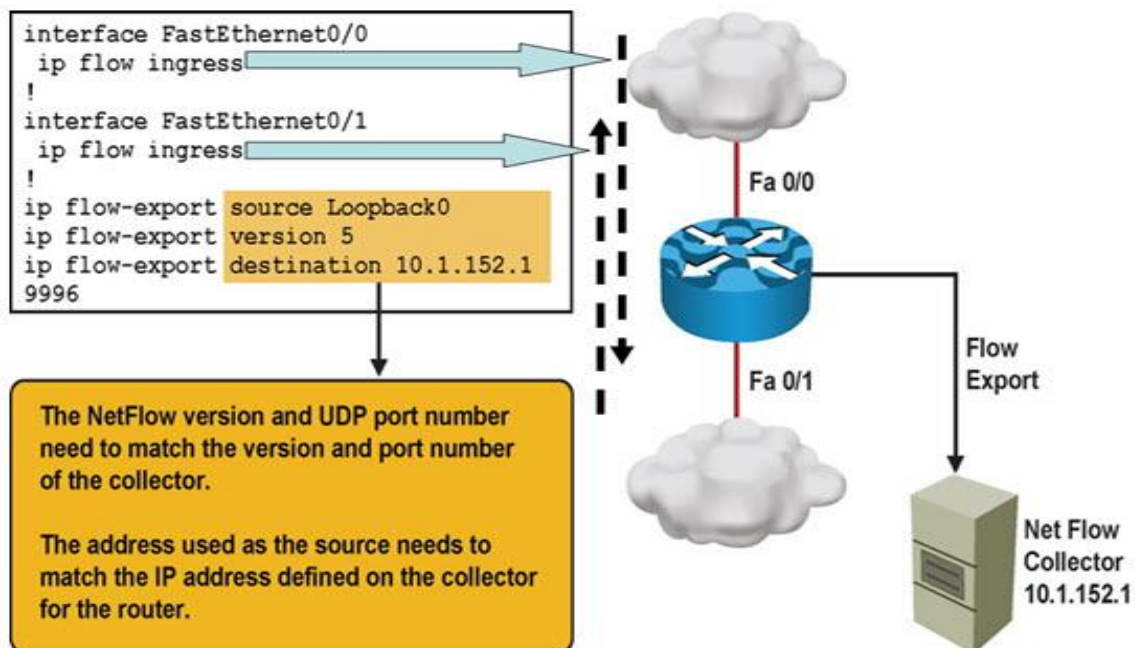 interface FastEthernet0/0
 ip flow ingress
!
interface FastEthernet0/1
 ip flow ingress
!
ip flow-export source Loopback0
ip flow-export version 5
ip flow-export destination 10.1.152.1
9996
The NetFlow version and UDP port number
need to match the version and port number
of the collector.
The address used as the source needs to
match the IP address defined on the collector
for the router.
Fa 0/0
Fa 0/1
Flow
Export
Net Flow
Collector
10.1.152.1